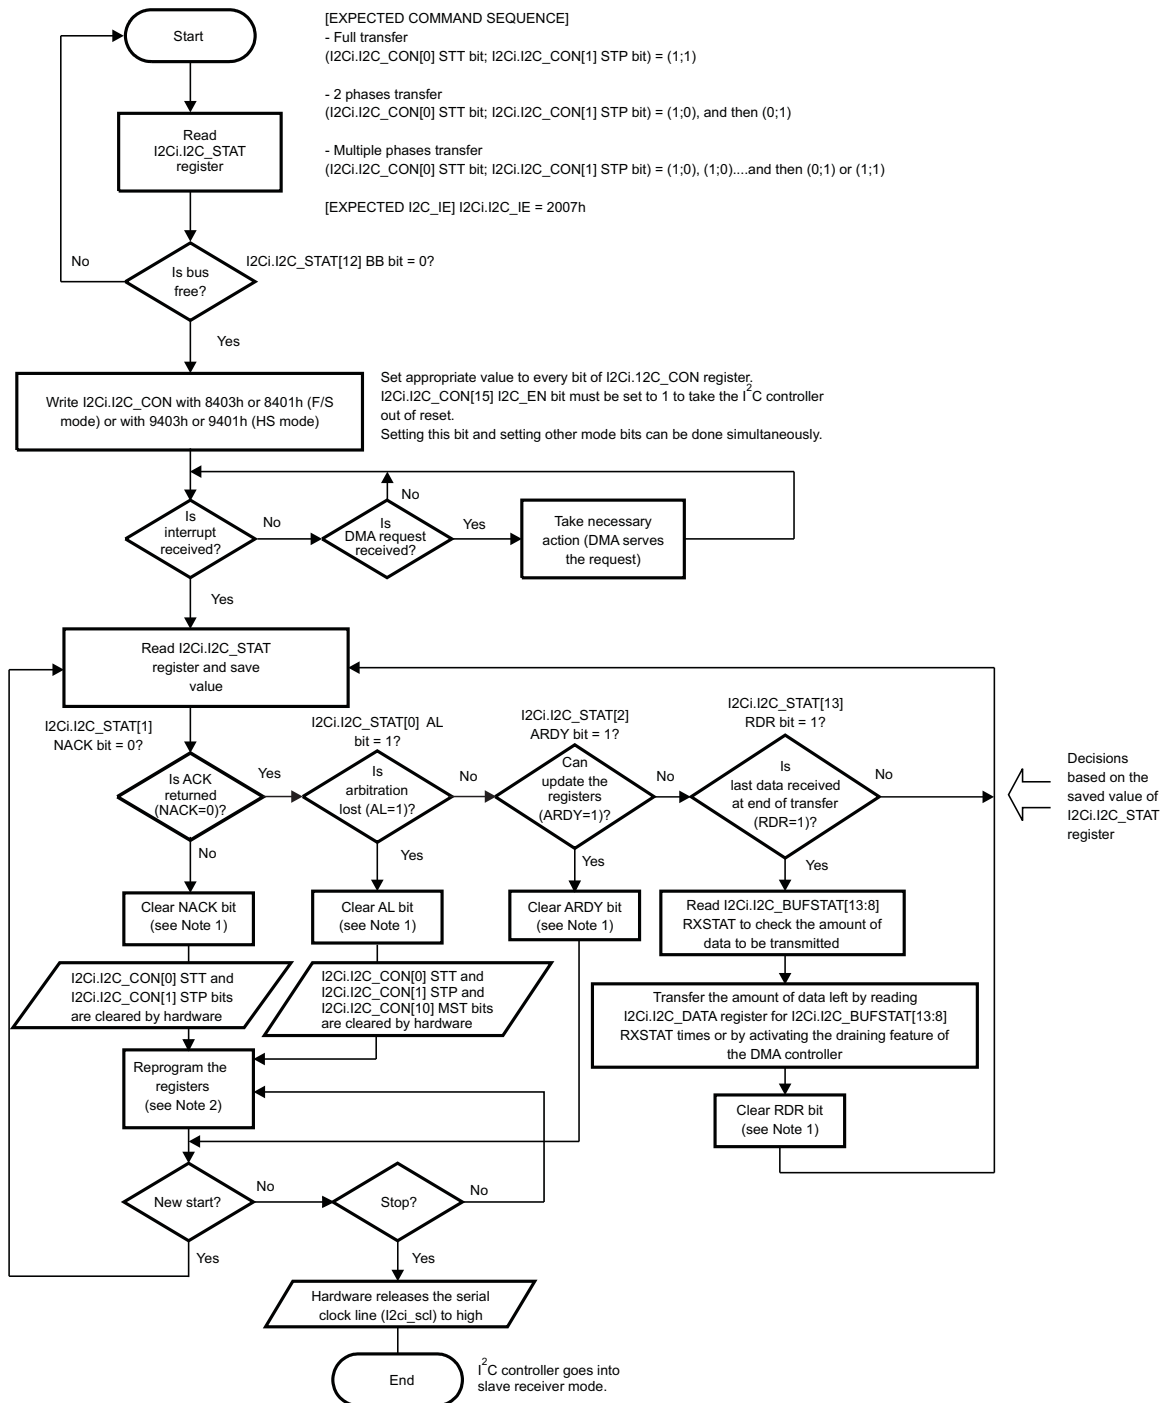 Start
[EXPECTED COMMAND SEQUENCE]
- Full transfer
(I2Ci.I2C_CON[0] STT bit; I2Ci.I2C_CON[1] STP bit) = (1;1)
- 2 phases transfer
(I2Ci.I2C_CON[0] STT bit; I2Ci.I2C_CON[1] STP bit) = (1;0), and then (0;1)
- Multiple phases transfer
(I2Ci.I2C_CON[0] STT bit; I2Ci.I2C_CON[1] STP bit) = (1;0), (1;0)....and then (0;1) or (1;1)
[EXPECTED I2C_IE] I2Ci.I2C_IE = 2007h
Read
I2Ci.I2C_STAT
register
No
Is bus
free?
I2Ci.I2C_STAT[12] BB bit = 0?
Yes
Write I2Ci.I2C_CON with 8403h or 8401h (F/S
mode) or with 9403h or 9401h (HS mode)
Set appropriate value to every bit of I2Ci.12C_CON register.
I2Ci.I2C_CON[15] I2C_EN bit must be set to 1 to take the I²C controller
out of reset.
Setting this bit and setting other mode bits can be done simultaneously.
Is
interrupt
received?
No
Is
DMA request
received?
No
Yes
Take necessary
action (DMA serves
the request)
Yes
Read I2Ci.I2C_STAT
register and save
value
I2Ci.I2C_STAT[1]
NACK bit = 0?
Is ACK
returned
(NACK=0)?
Yes
No
I2Ci.I2C_STAT[0] AL
bit = 1?
Is
arbitration
lost (AL=1)?
No
Yes
I2Ci.I2C_STAT[2]
ARDY bit = 1?
Can
update the
registers
(ARDY=1)?
No
Yes
I2Ci.I2C_STAT[13]
RDR bit = 1?
Is
last data received
at end of transfer
(RDR=1)?
No
Yes
Decisions
based on the
saved value of
I2Ci.I2C_STAT
register
Clear NACK bit
(see Note 1)
Clear AL bit
(see Note 1)
Clear ARDY bit
(see Note 1)
Read I2Ci.I2C_BUFSTAT[13:8]
RXSTAT to check the amount of
data to be transmitted
I2Ci.I2C_CON[0] STT and
I2Ci.I2C_CON[1] STP bits
are cleared by hardware
I2Ci.I2C_CON[0] STT and
I2Ci.I2C_CON[1] STP and
I2Ci.I2C_CON[10] MST bits
are cleared by hardware
Transfer the amount of data left by reading
I2Ci.I2C_DATA register for I2Ci.I2C_BUFSTAT[13:8]
RXSTAT times or by activating the draining feature of
the DMA controller
Reprogram the
registers
(see Note 2)
Clear RDR bit
(see Note 1)
New start?
No
Stop?
No
Yes
Yes
Hardware releases the serial
clock line (I2ci_scl) to high
End
I²C controller goes into
slave receiver mode.